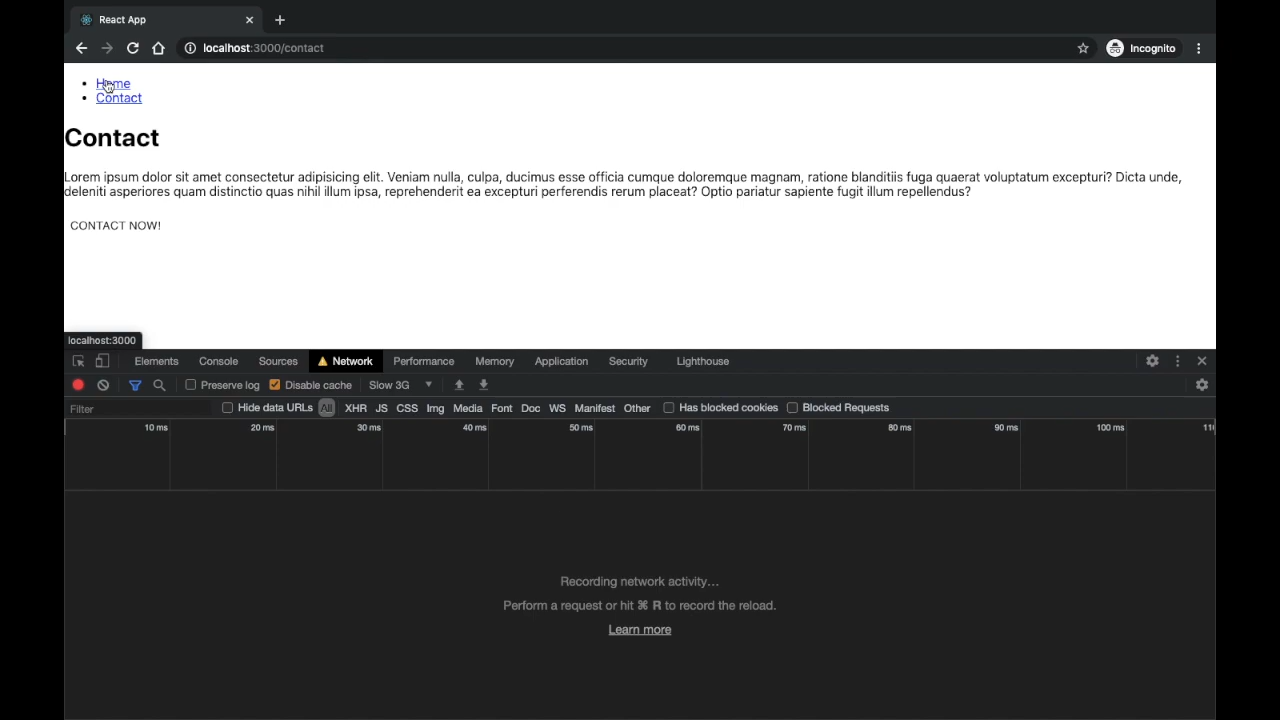 React App
localhost:3000/contact
Incognito
Home
Contact
Contact
Lorem ipsum dolor sit amet consectetur adipisicing elit. Veniam nulla, culpa, ducimus esse officia cumque doloremque magnam, ratione blanditiis fuga quaerat voluptatum excepturi? Dicta unde,
deleniti asperiores quam distinctio quas nihil illum ipsa, reprehenderit ea excepturi perferendis rerum placeat? Optio pariatur sapiente fugit illum repellendus?
CONTACT NOW!
localhost:3000
Elements Console Sources Network Performance Memory Application Security Lighthouse
Preserve log Disable cache Slow 3G
Filter Hide data URLs All XHR JS CSS Img Media Font Doc WS Manifest Other Has blocked cookies Blocked Requests
10 ms 20 ms 30 ms 40 ms 50 ms 60 ms 70 ms 80 ms 90 ms 100 ms
Recording network activity…
Perform a request or hit ⌘ R to record the reload.
Learn more